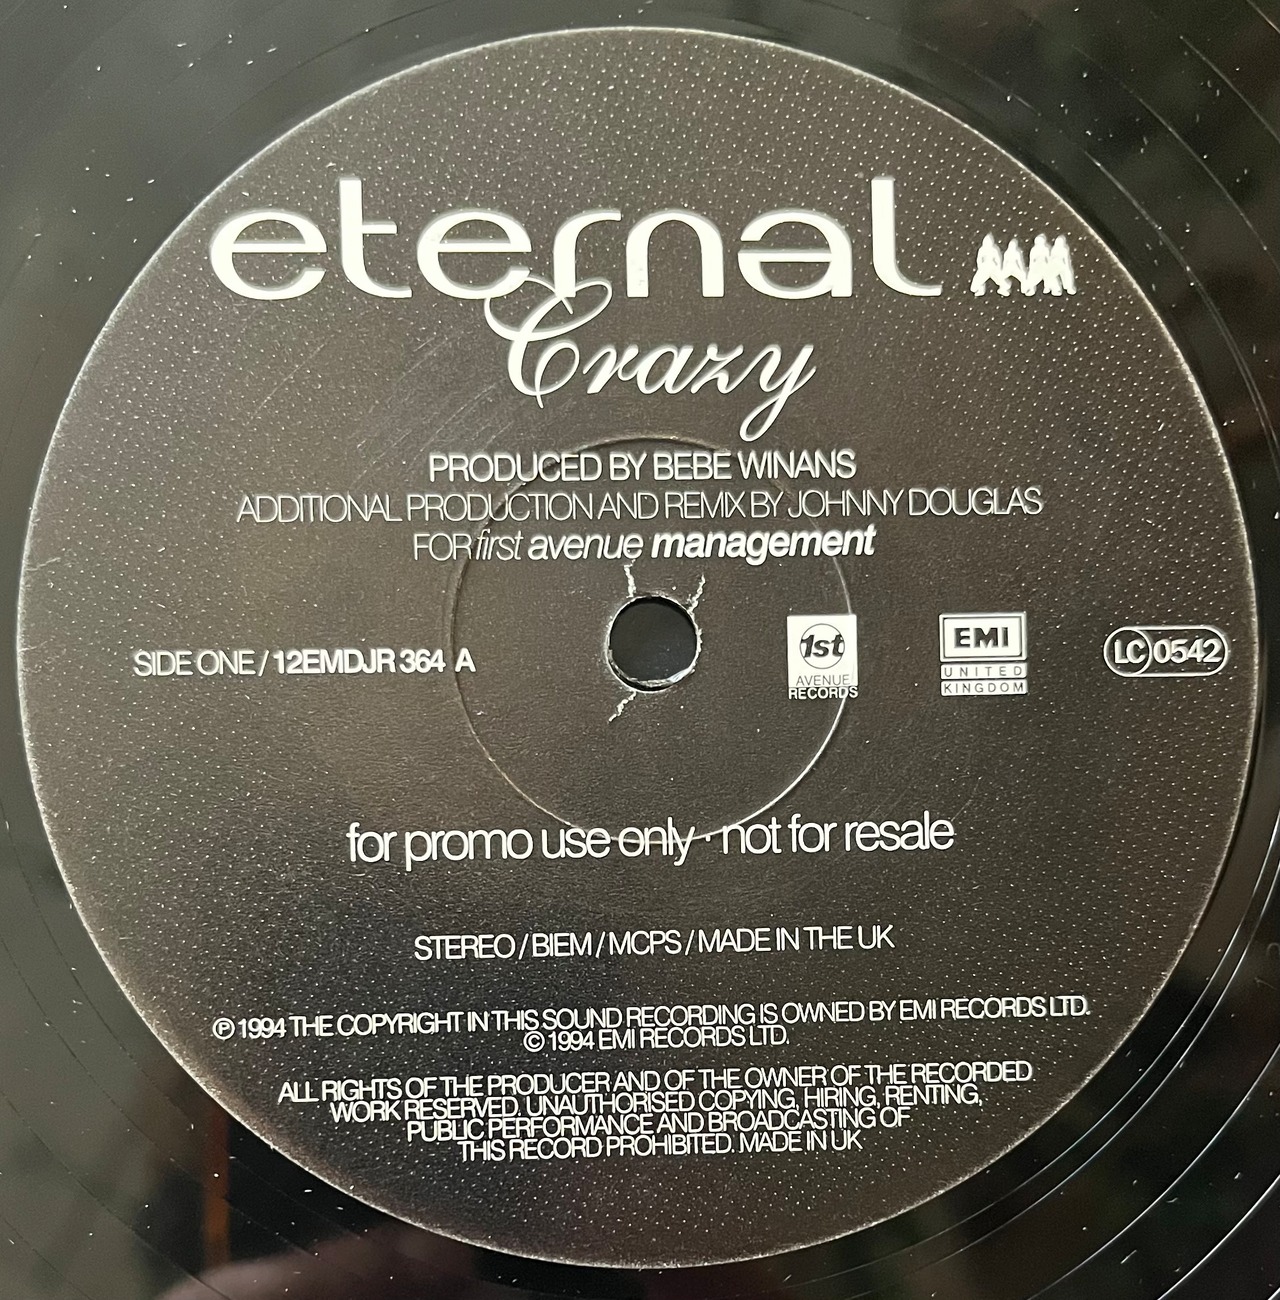 eternal
Crazy
PRODUCED BY BEBE WINANS
ADDITIONAL PRODUCTION AND REMIX BY JOHNNY DOUGLAS
FOR first avenue management
SIDE ONE / 12EMDJR 364 A
1st
AVENUE
RECORDS
EMI
UNITED
KINGDOM
LC 0542
for promo use only · not for resale
STEREO / BIEM / MCPS / MADE IN THE UK
℗ 1994 THE COPYRIGHT IN THIS SOUND RECORDING IS OWNED BY EMI RECORDS LTD.
© 1994 EMI RECORDS LTD.
ALL RIGHTS OF THE PRODUCER AND OF THE OWNER OF THE RECORDED
WORK RESERVED. UNAUTHORISED COPYING, HIRING, RENTING,
PUBLIC PERFORMANCE AND BROADCASTING OF
THIS RECORD PROHIBITED. MADE IN UK